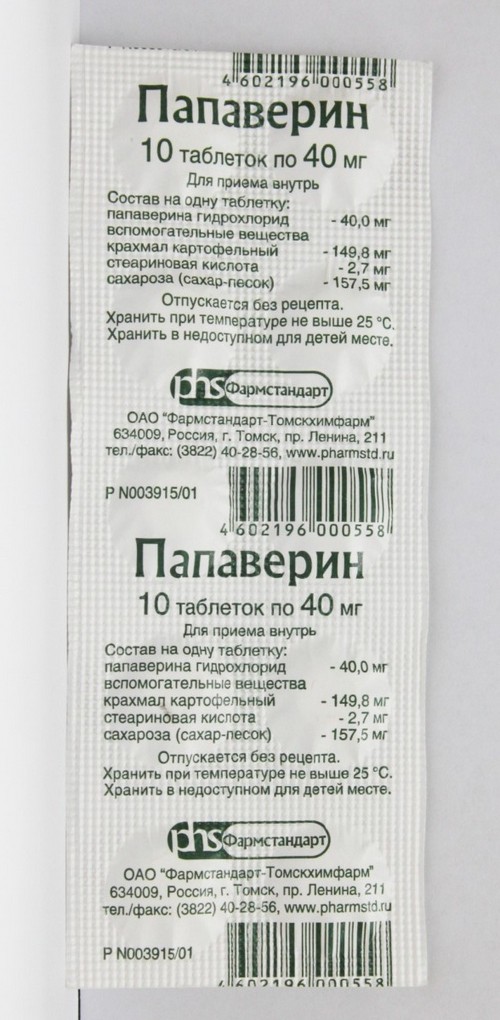 4 602196 000558
Папаверин
10 таблеток по 40 мг
Для приема внутрь
Состав на одну таблетку:
папаверина гидрохлорид - 40,0 мг
вспомогательные вещества
крахмал картофельный - 149,8 мг
стеариновая кислота - 2,7 мг
сахароза (сахар-песок) - 157,5 мг
Отпускается без рецепта.
Хранить при температуре не выше 25 °С.
Хранить в недоступном для детей месте.
phs Фармстандарт
ОАО "Фармстандарт-Томскхимфарм"
634009, Россия, г. Томск, пр. Ленина, 211
тел./факс: (3822) 40-28-56, www.pharmstd.ru
Р N003915/01
4 602196 000558
Папаверин
10 таблеток по 40 мг
Для приема внутрь
Состав на одну таблетку:
папаверина гидрохлорид - 40,0 мг
вспомогательные вещества
крахмал картофельный - 149,8 мг
стеариновая кислота - 2,7 мг
сахароза (сахар-песок) - 157,5 мг
Отпускается без рецепта.
Хранить при температуре не выше 25 °С.
Хранить в недоступном для детей месте.
phs Фармстандарт
ОАО "Фармстандарт-Томскхимфарм"
634009, Россия, г. Томск, пр. Ленина, 211
тел./факс: (3822) 40-28-56, www.pharmstd.ru
Р N003915/01
4 602196 000558